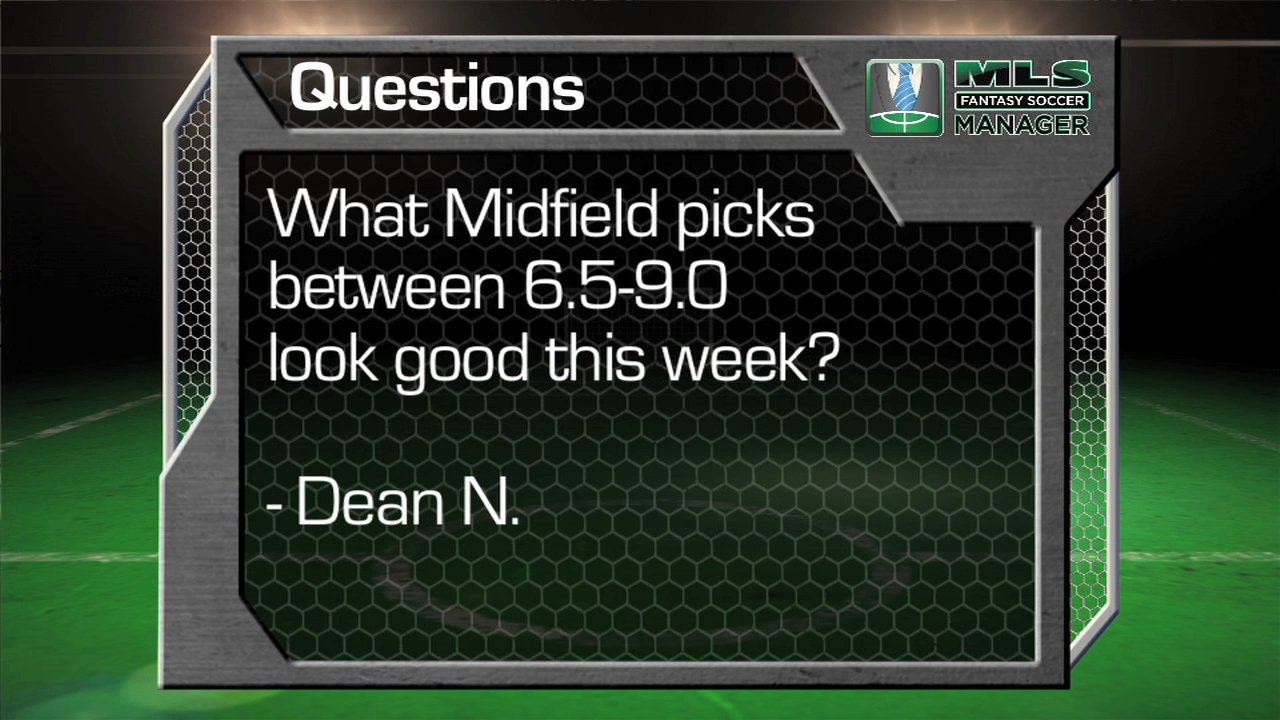 Questions
MLS
FANTASY SOCCER
MANAGER
What Midfield picks
between 6.5-9.0
look good this week?
- Dean N.